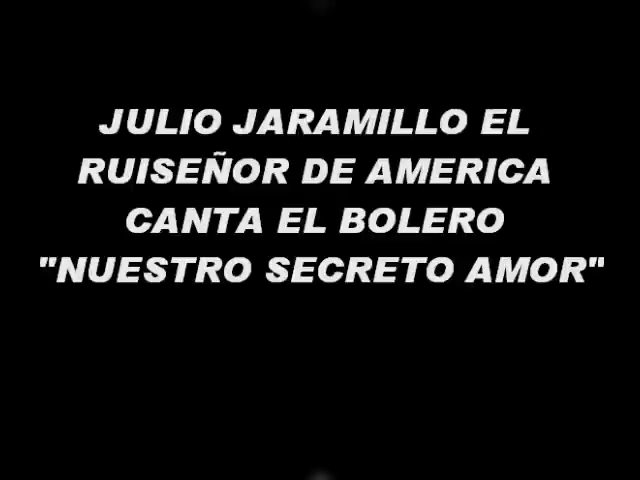 JULIO JARAMILLO EL
RUISEÑOR DE AMERICA
CANTA EL BOLERO
"NUESTRO SECRETO AMOR"